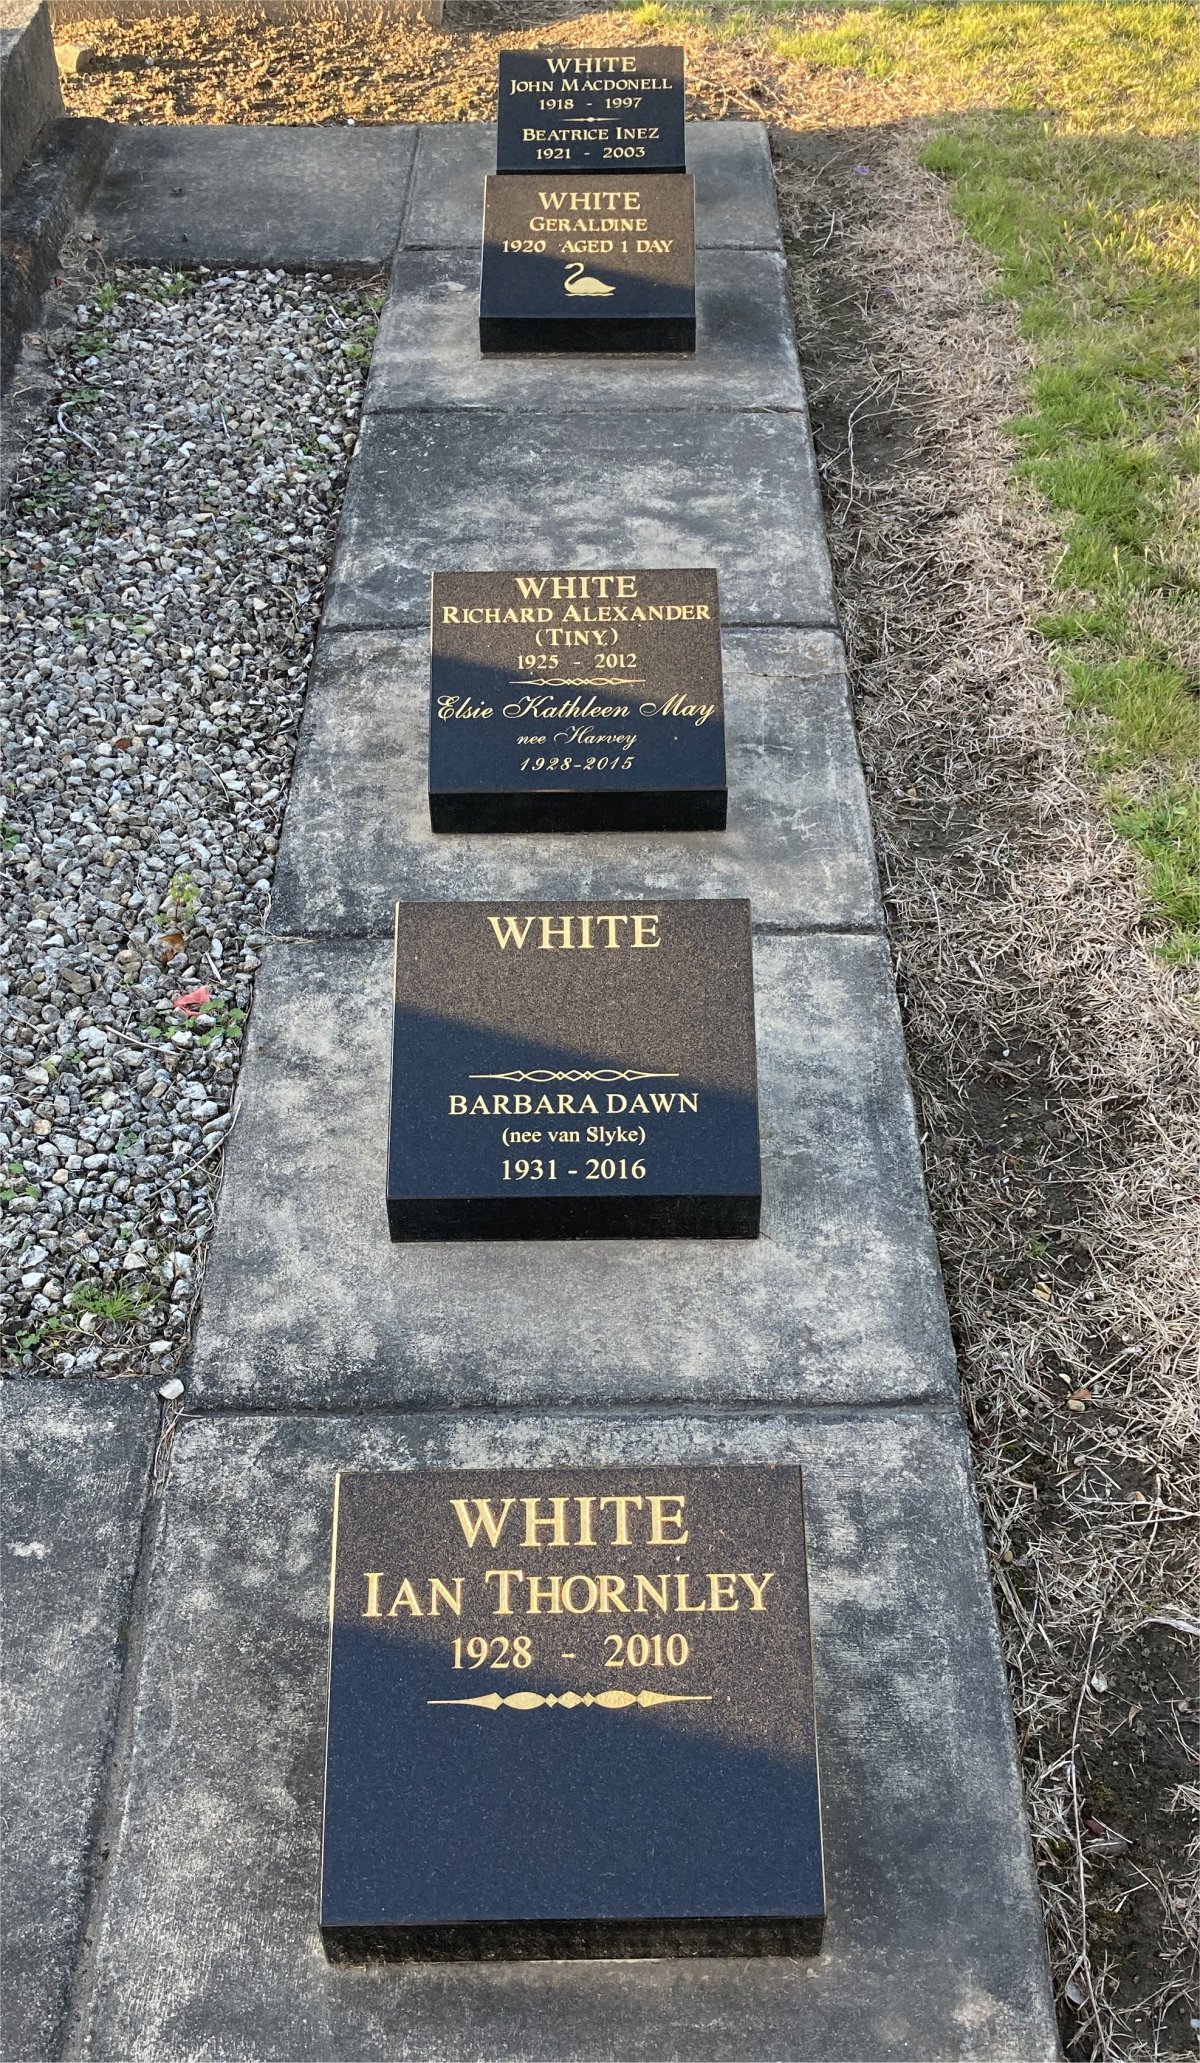 WHITE
JOHN MACDONELL
1918 - 1997
BEATRICE INEZ
1921 - 2003
WHITE
GERALDINE
1920 AGED 1 DAY
WHITE
RICHARD ALEXANDER
(TINY)
1925 - 2012
Elsie Kathleen May
nee Harvey
1928-2015
WHITE
BARBARA DAWN
(nee van Slyke)
1931 - 2016
WHITE
IAN THORNLEY
1928 - 2010